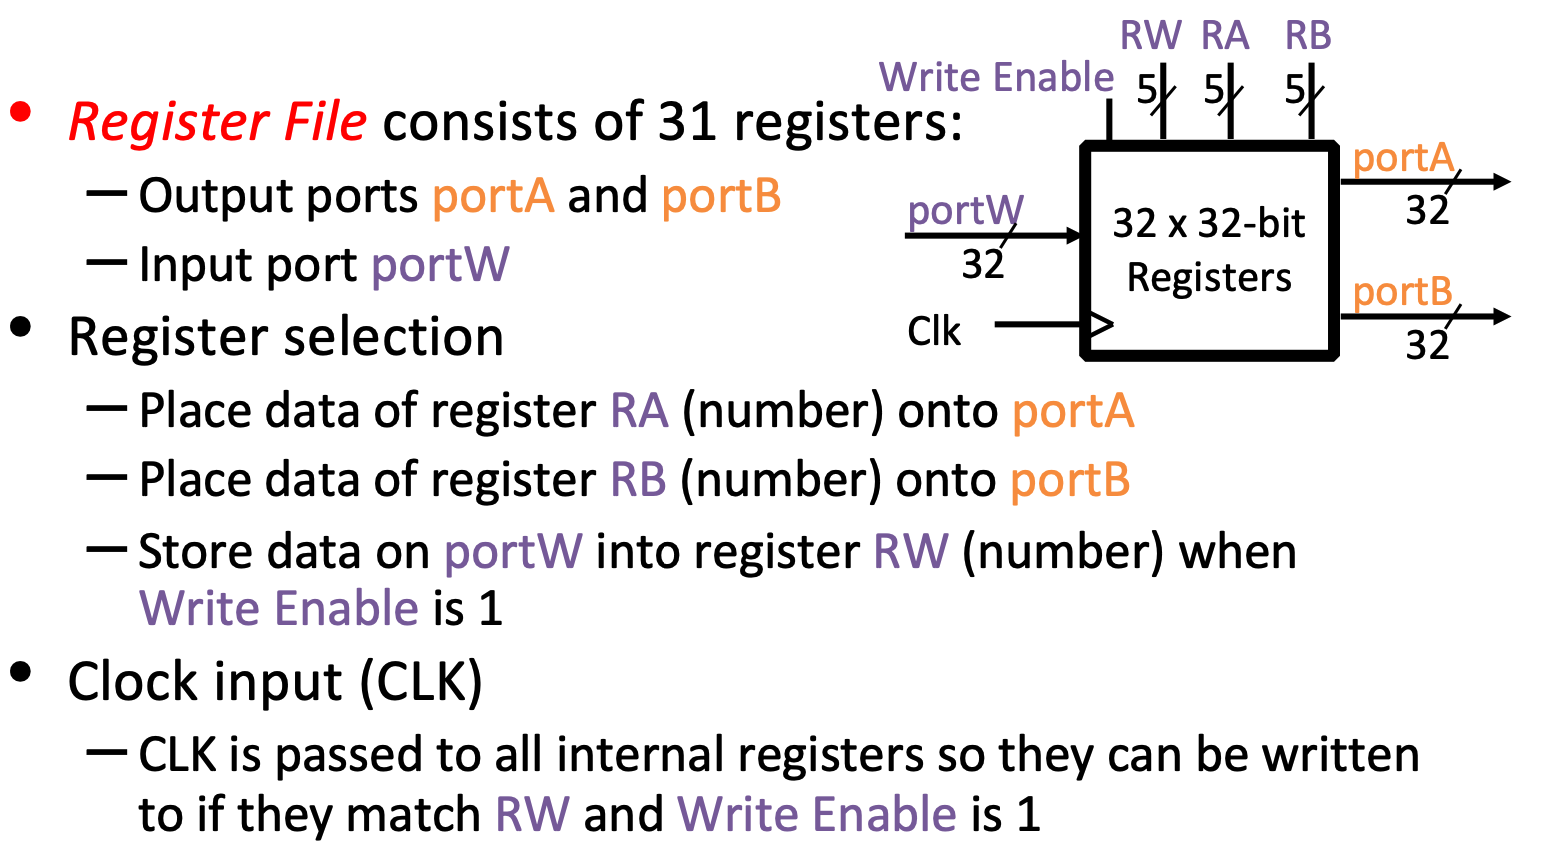 • Register File consists of 31 registers:
– Output ports portA and portB
– Input port portW
• Register selection
– Place data of register RA (number) onto portA
– Place data of register RB (number) onto portB
– Store data on portW into register RW (number) when
Write Enable is 1
• Clock input (CLK)
– CLK is passed to all internal registers so they can be written
to if they match RW and Write Enable is 1
RW RA RB
Write Enable 5 5 5
portA
32
portW
32
32 x 32-bit
Registers
portB
32
Clk